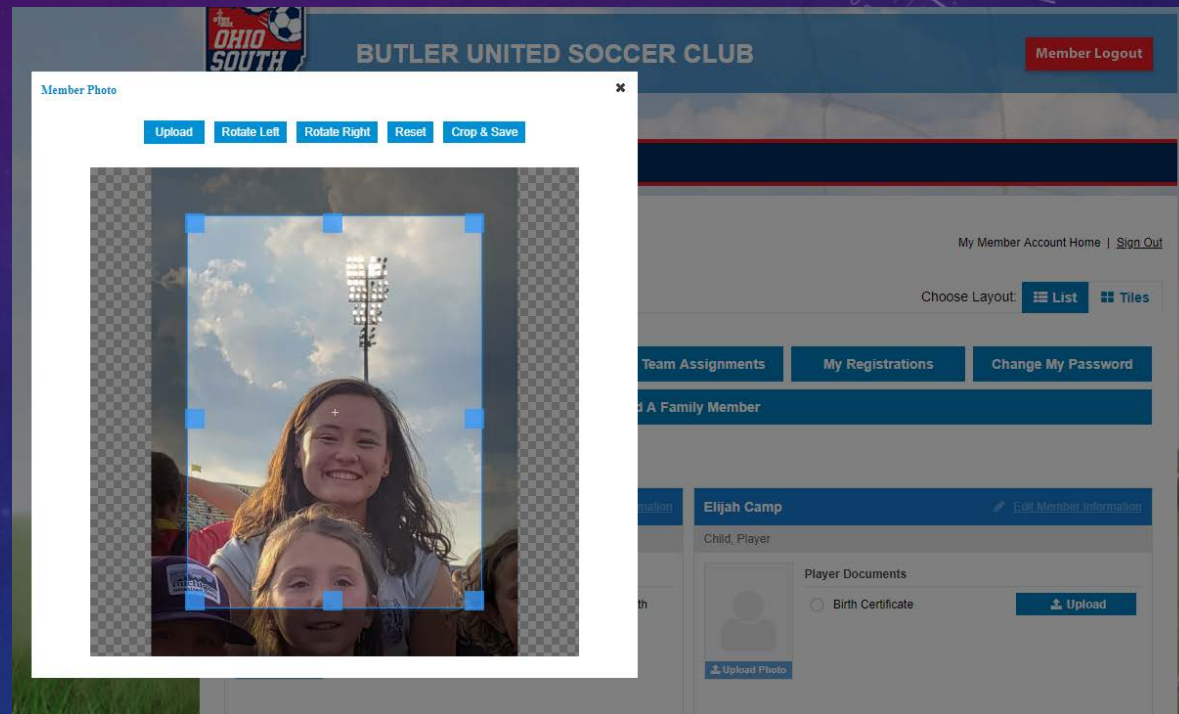 OHIO
SOUTH
BUTLER UNITED SOCCER CLUB
Member Logout
Member Photo
Upload
Rotate Left
Rotate Right
Reset
Crop & Save
My Member Account Home | Sign Out
Choose Layout:
List
Tiles
Team Assignments
My Registrations
Change My Password
A Family Member
Elijah Camp
Edit Member Information
Child, Player
Player Documents
Birth Certificate
Upload
Upload Photo